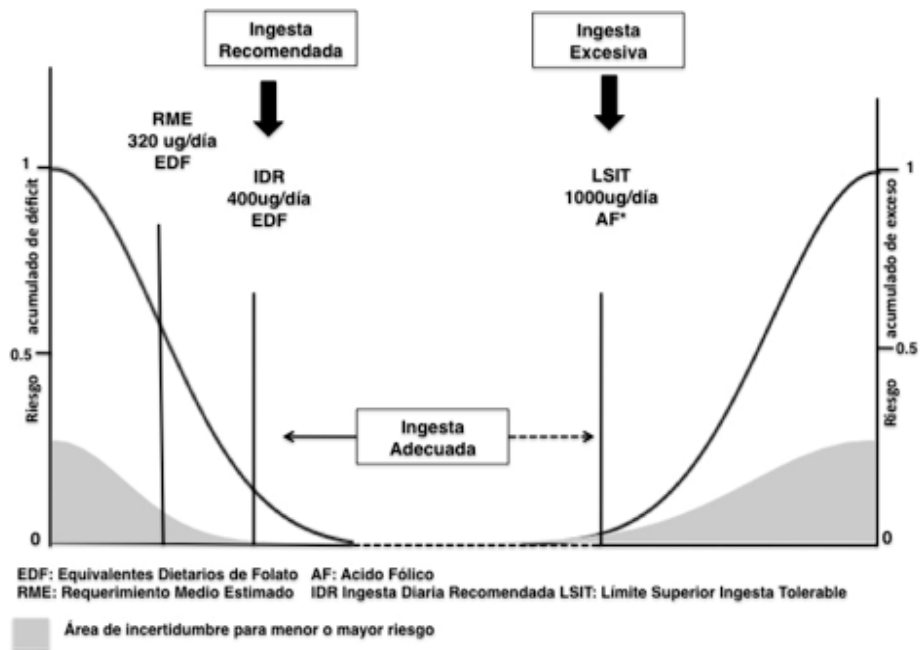 Ingesta
Recomendada
Ingesta
Excesiva
RME
320 ug/día
EDF
IDR
400ug/día
EDF
LSIT
1000ug/día
AF*
1
0.5
0
Riesgo acumulado de déficit
1
0.5
0
Riesgo acumulado de exceso
Ingesta
Adecuada
EDF: Equivalentes Dietarios de Folato AF: Acido Fólico
RME: Requerimiento Medio Estimado IDR Ingesta Diaria Recomendada LSIT: Límite Superior Ingesta Tolerable
Área de incertidumbre para menor o mayor riesgo